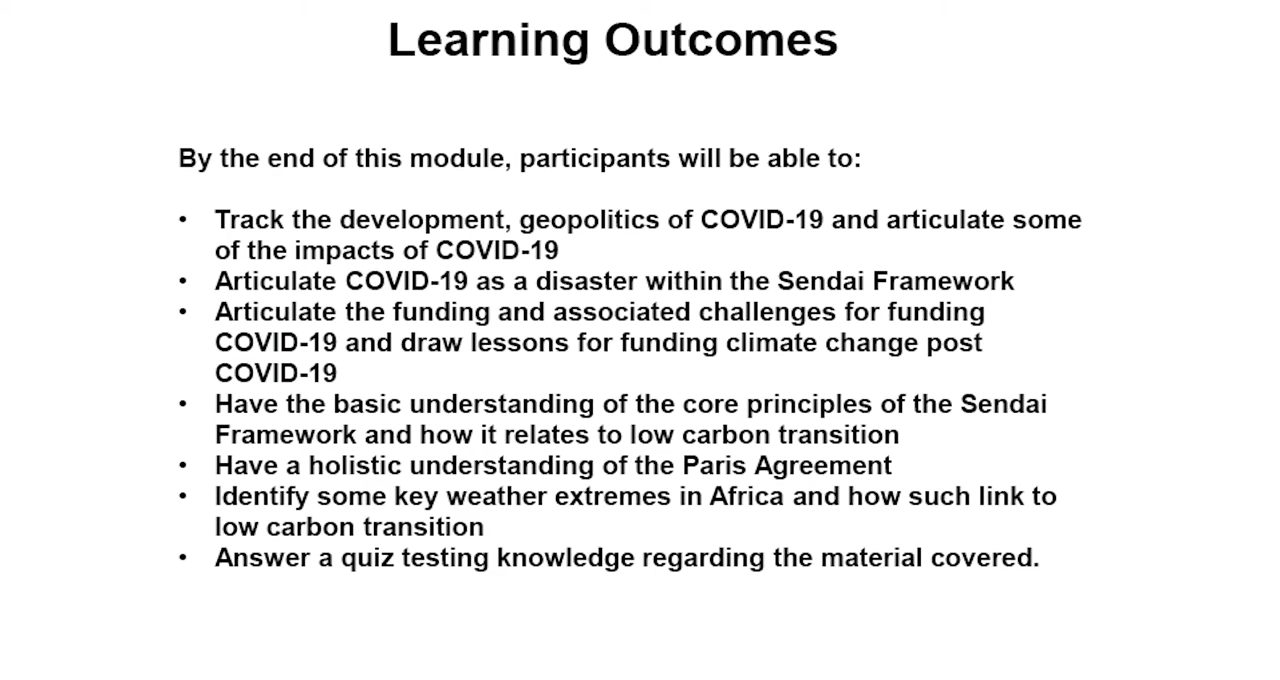 Learning Outcomes
By the end of this module, participants will be able to:
• Track the development, geopolitics of COVID-19 and articulate some
of the impacts of COVID-19
• Articulate COVID-19 as a disaster within the Sendai Framework
• Articulate the funding and associated challenges for funding
COVID-19 and draw lessons for funding climate change post
COVID-19
• Have the basic understanding of the core principles of the Sendai
Framework and how it relates to low carbon transition
• Have a holistic understanding of the Paris Agreement
• Identify some key weather extremes in Africa and how such link to
low carbon transition
• Answer a quiz testing knowledge regarding the material covered.